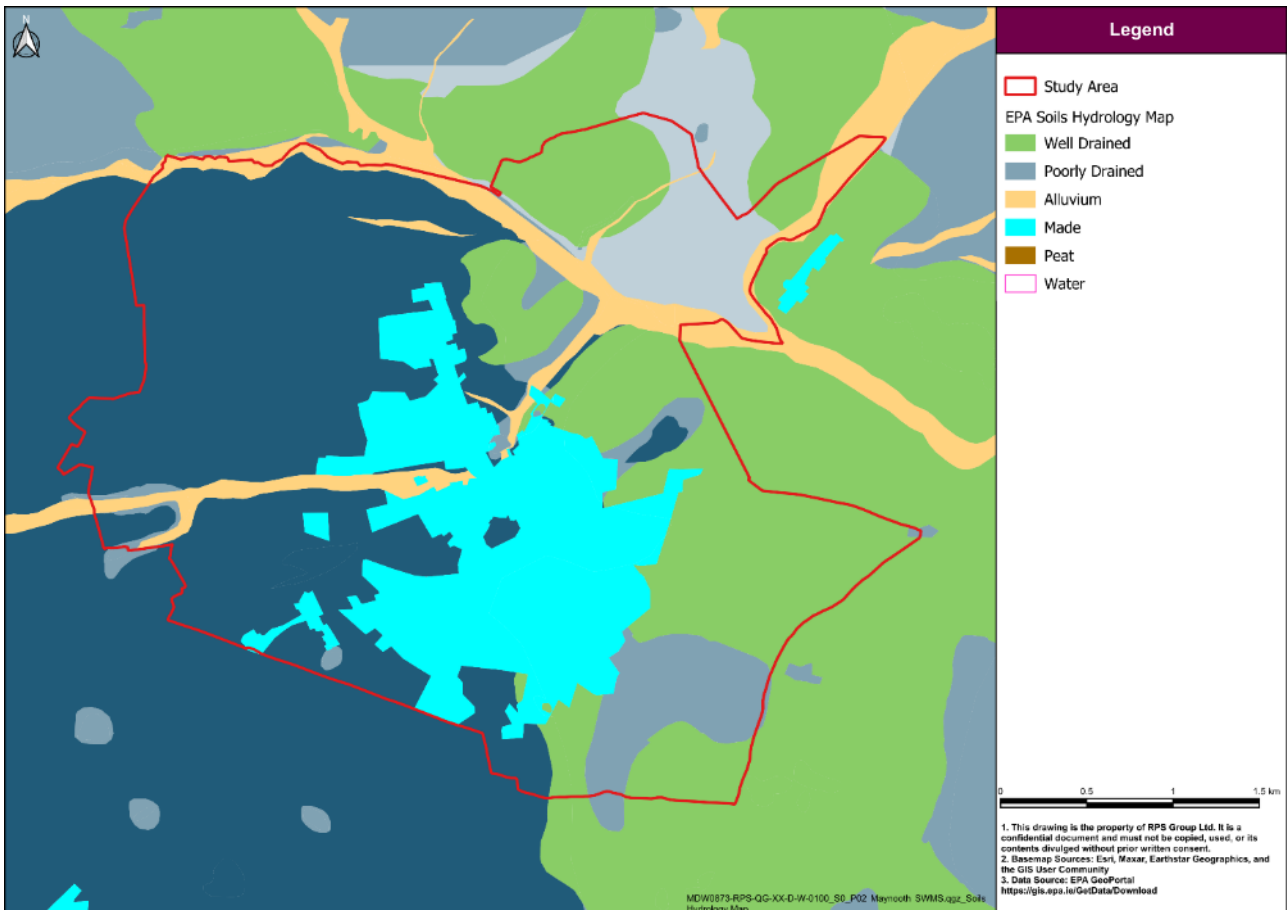 N
Legend
Study Area
EPA Soils Hydrology Map
Well Drained
Poorly Drained
Alluvium
Made
Peat
Water
0 0.5 1 1.5 km
1. This drawing is the property of RPS Group Ltd. It is a
confidential document and must not be copied, used, or its
contents divulged without prior written consent.
2. Basemap Sources: Esri, Maxar, Earthstar Geographics, and
the GIS User Community
3. Data Source: EPA GeoPortal
https://gis.epa.ie/GetData/Download
MDW0873-RPS-QG-XX-D-W-0100_S0_P02 Maynooth SWMS.qgz_Soils
Hydrology Map